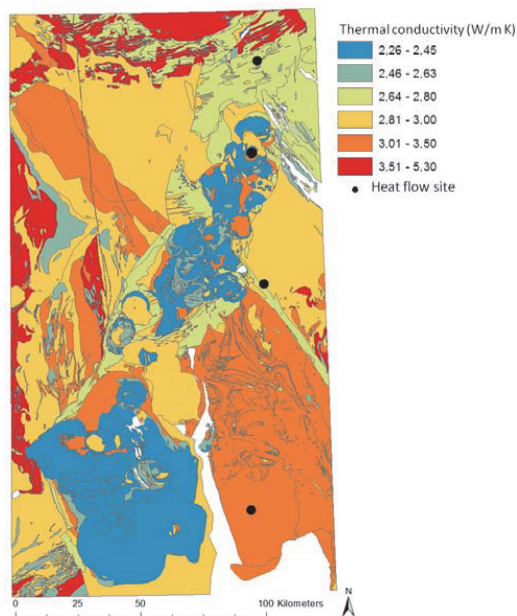 Thermal conductivity (W/m K)
2,26 - 2,45
2,46 - 2,63
2,64 - 2,80
2,81 - 3,00
3,01 - 3,50
3,51 - 5,30
Heat flow site
N
0 25 50 100 Kilometers